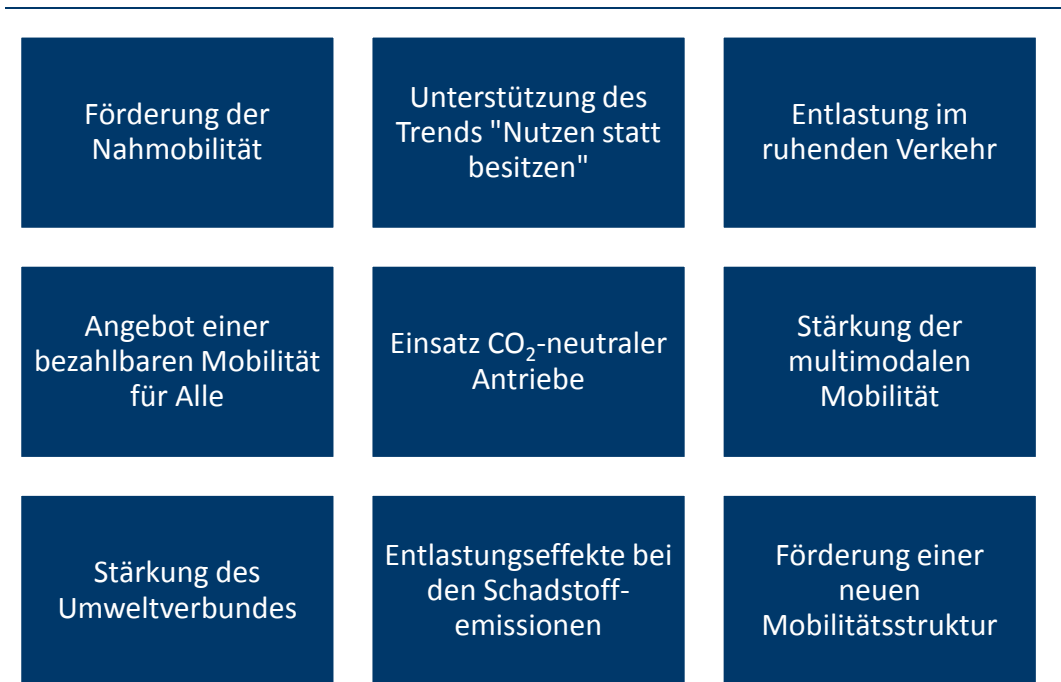 Förderung der
Nahmobilität
Unterstützung des
Trends "Nutzen statt
besitzen"
Entlastung im
ruhenden Verkehr
Angebot einer
bezahlbaren Mobilität
für Alle
Einsatz CO₂-neutraler
Antriebe
Stärkung der
multimodalen
Mobilität
Stärkung des
Umweltverbundes
Entlastungseffekte bei
den Schadstoff-
emissionen
Förderung einer
neuen
Mobilitätsstruktur